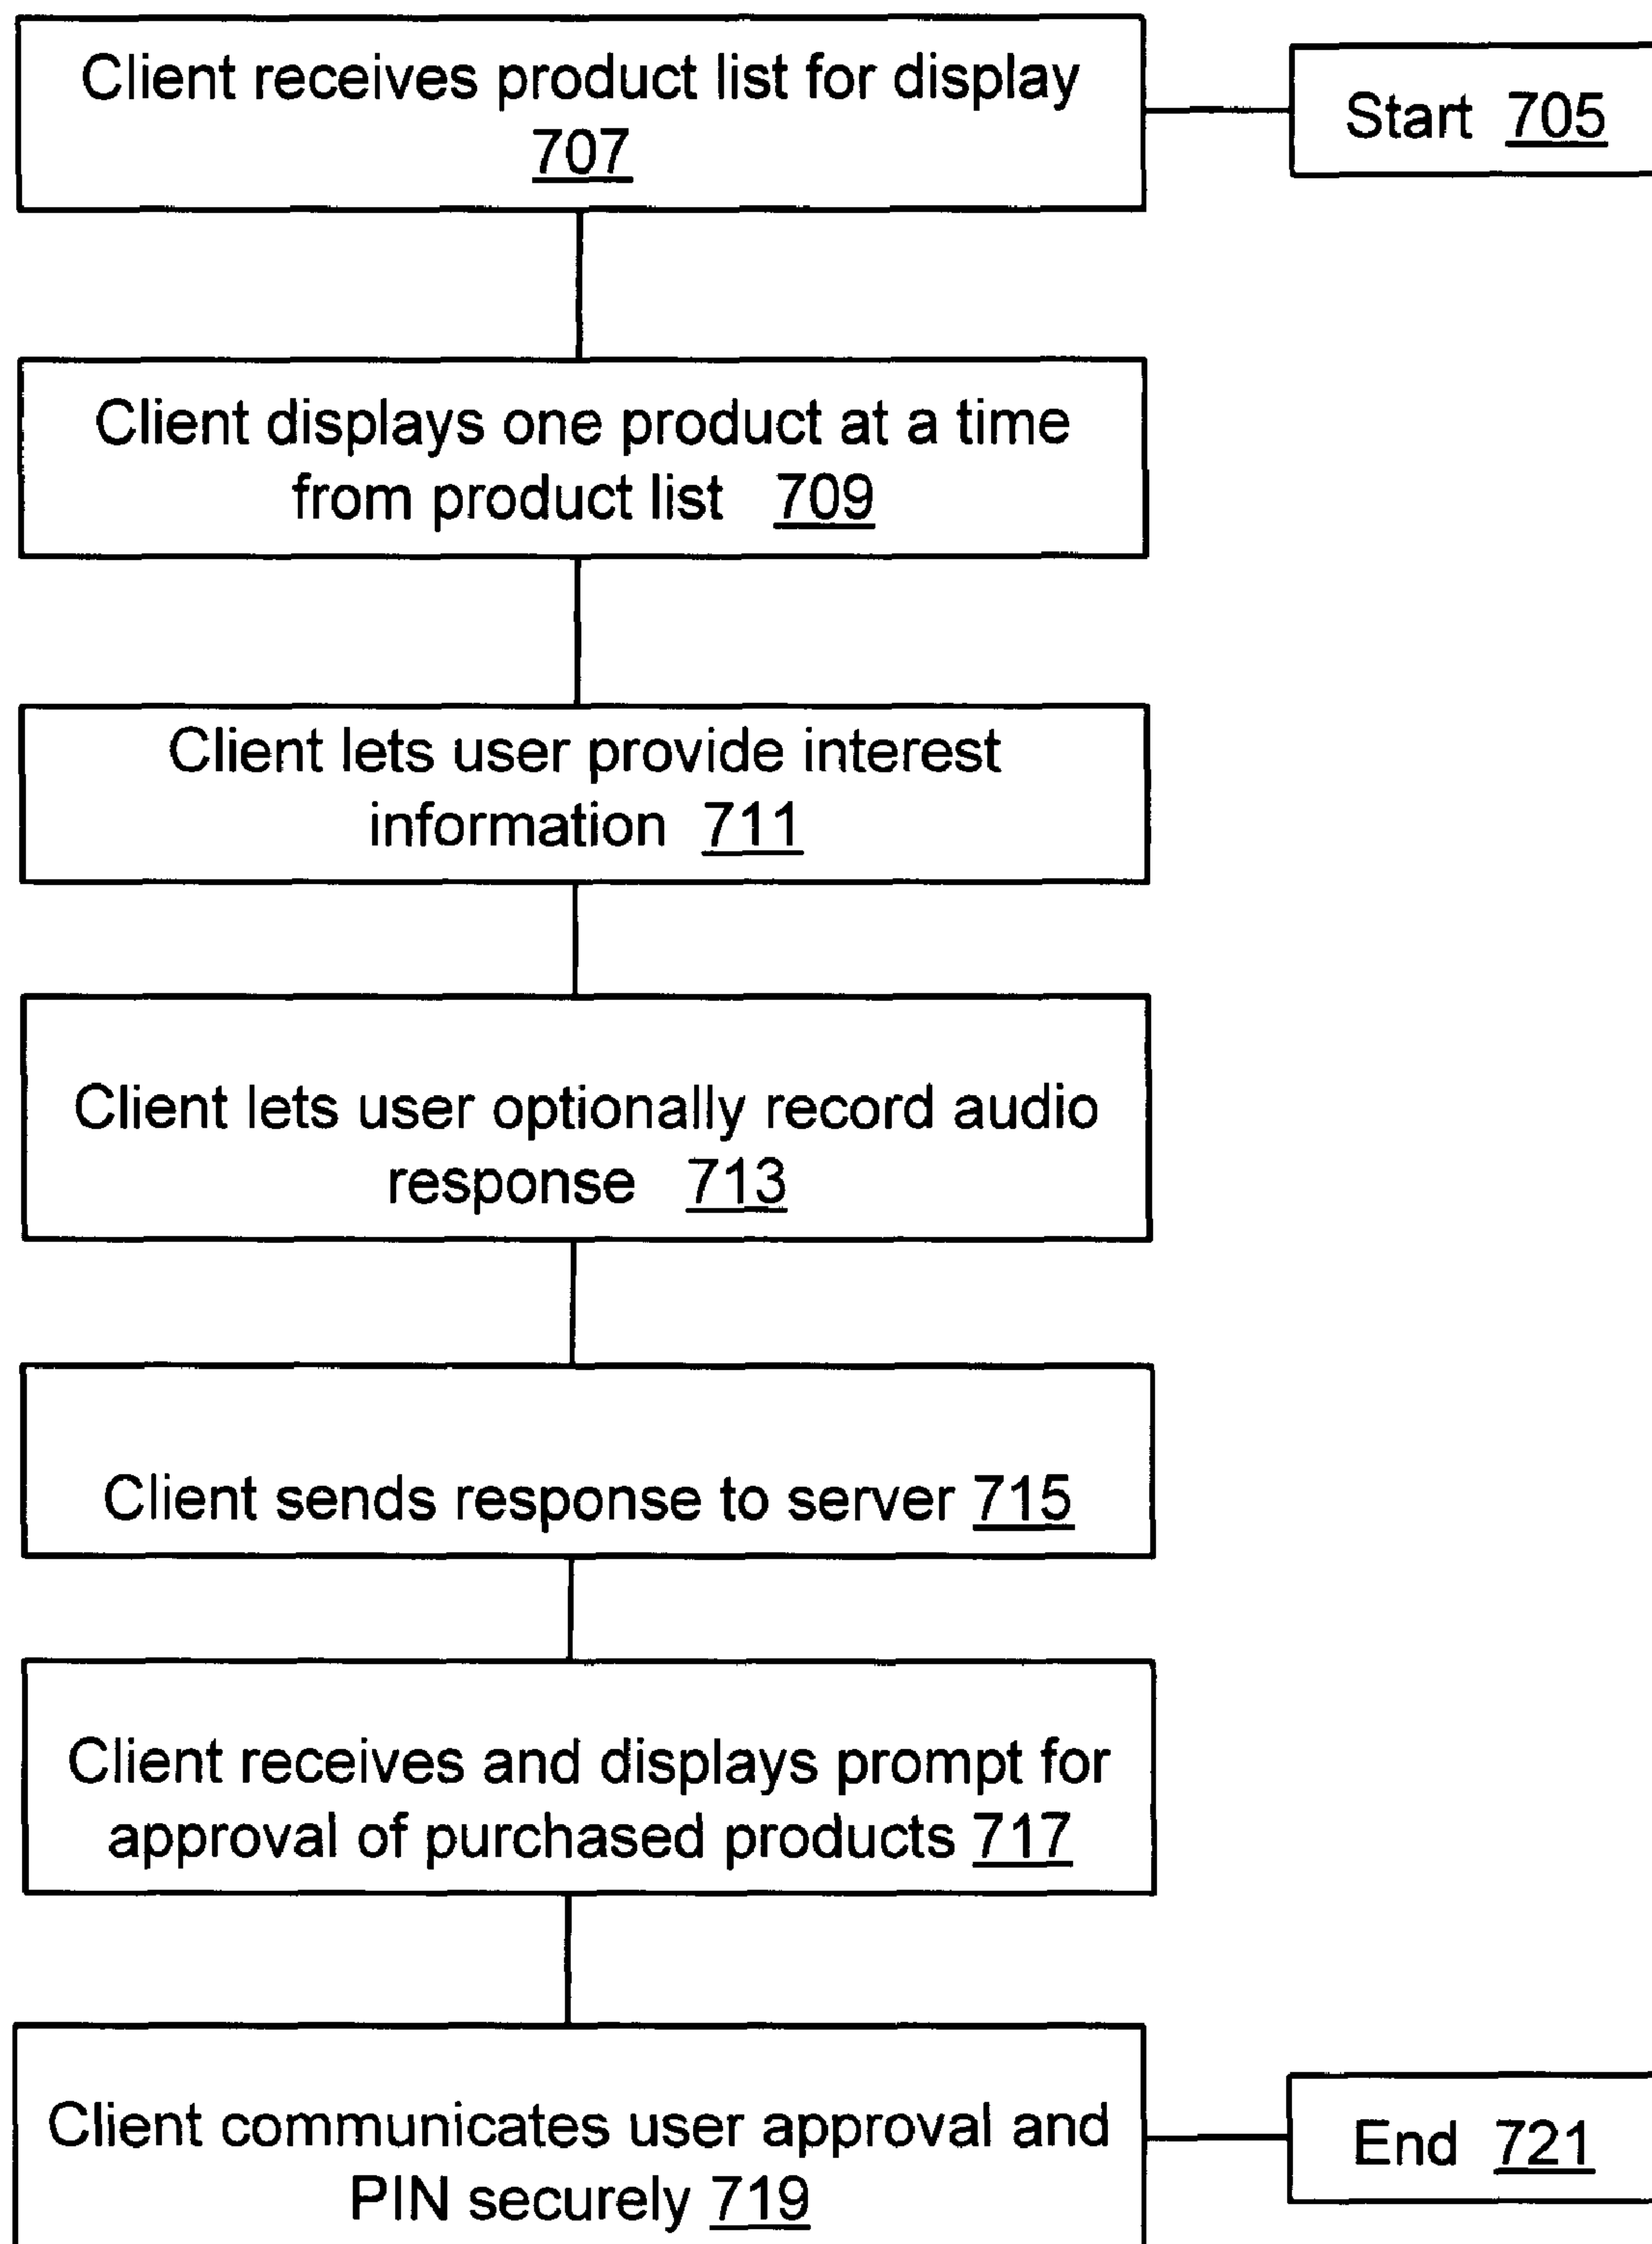 Client receives product list for display
707
Start 705
Client displays one product at a time
from product list 709
Client lets user provide interest
information 711
Client lets user optionally record audio
response 713
Client sends response to server 715
Client receives and displays prompt for
approval of purchased products 717
Client communicates user approval and
PIN securely 719
End 721